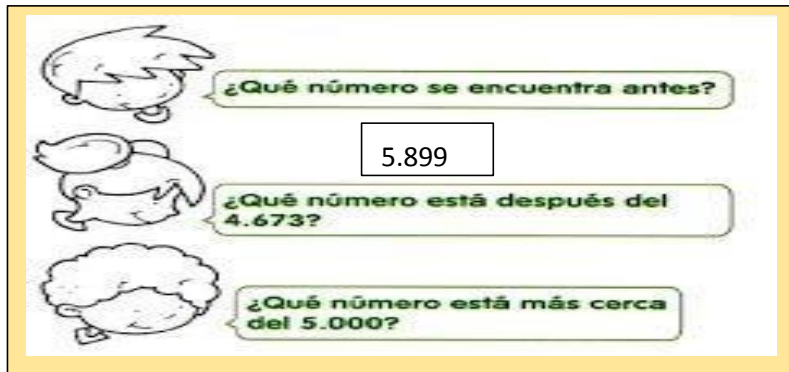 ¿Qué número se encuentra antes?
5.899
¿Qué número está después del
4.673?
¿Qué número está más cerca
del 5.000?